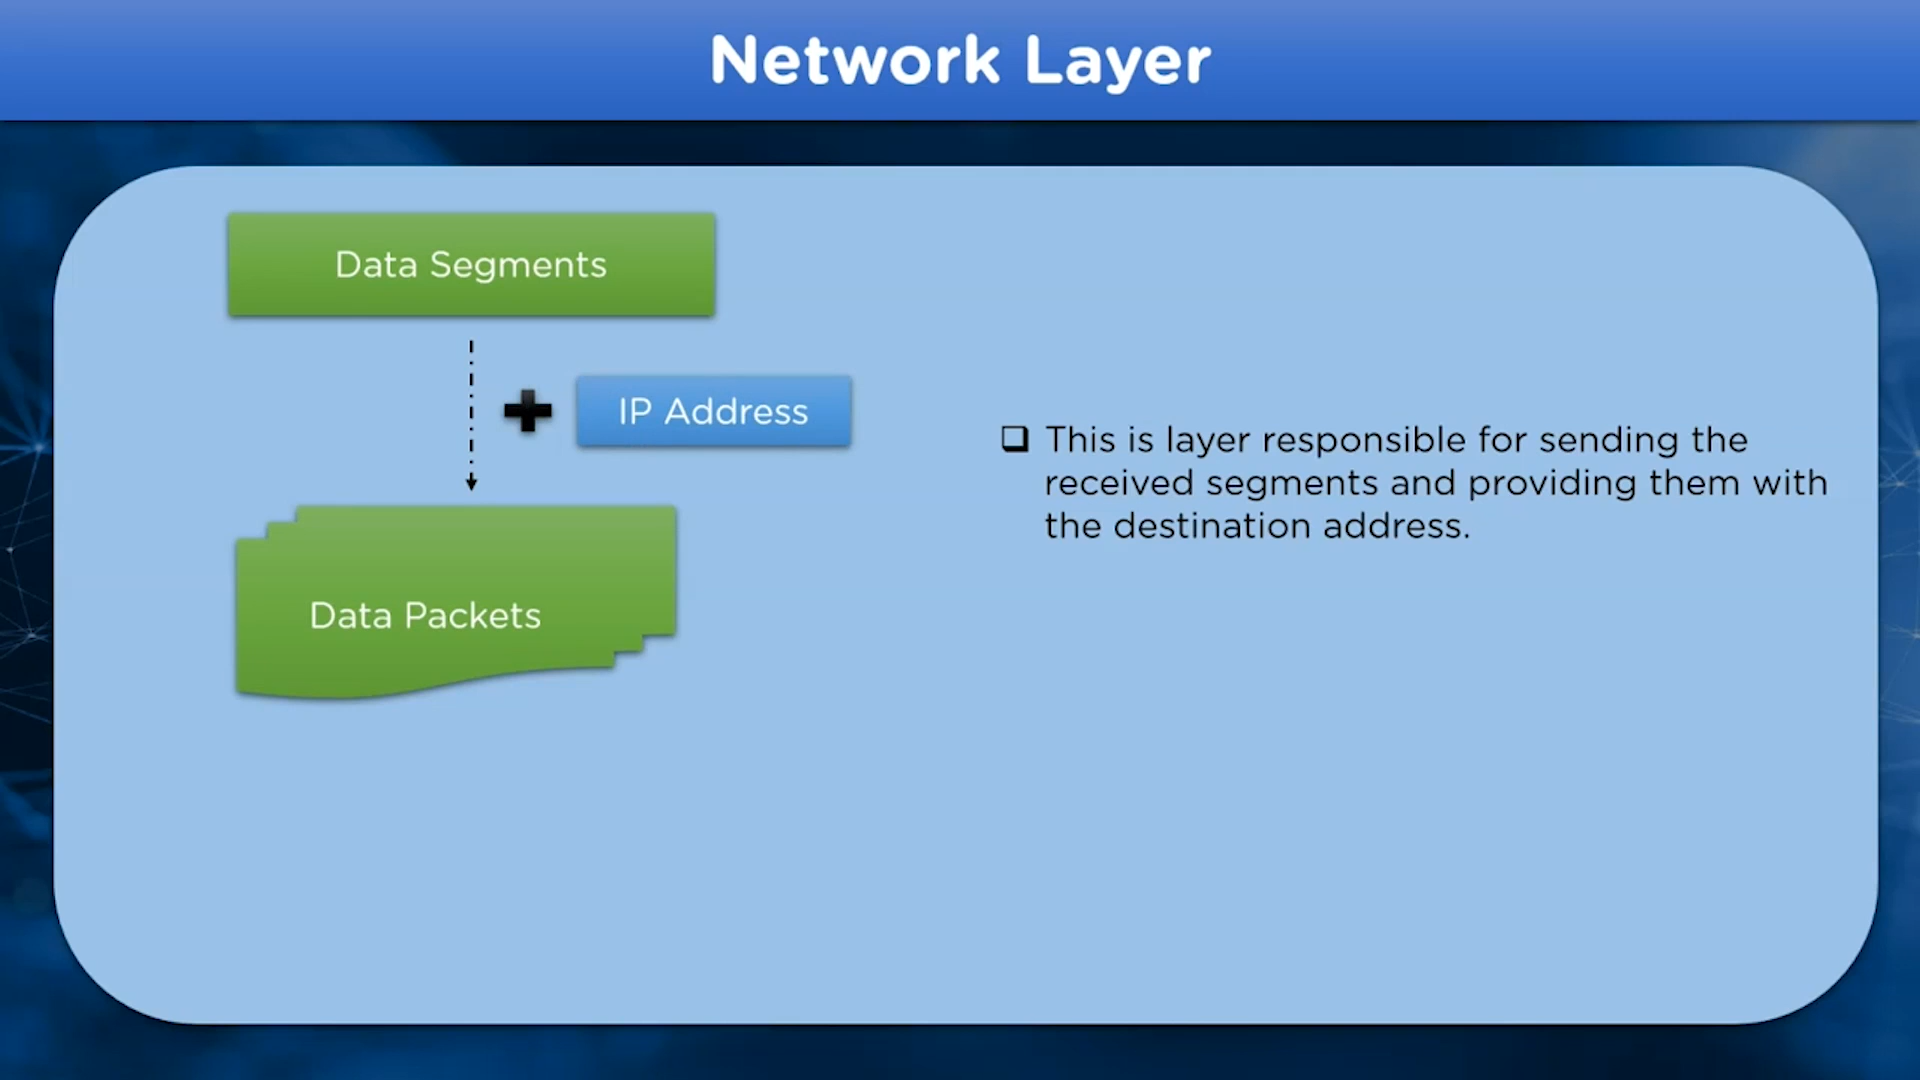 Network Layer
Data Segments
IP Address
Data Packets
❑ This is layer responsible for sending the
received segments and providing them with
the destination address.